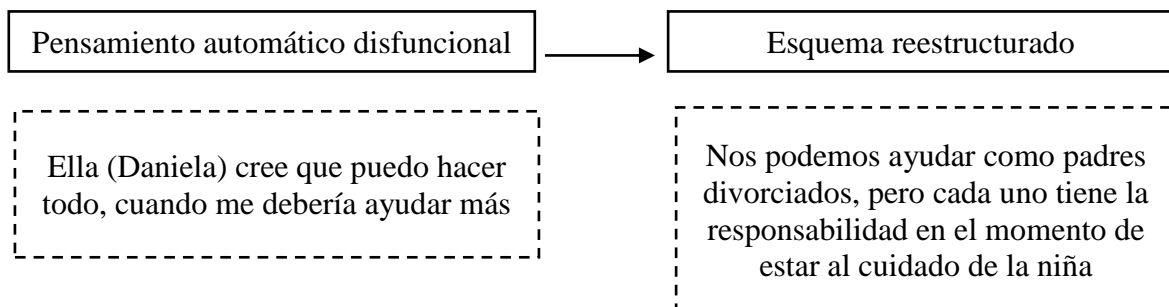 Pensamiento automático disfuncional
Esquema reestructurado
Ella (Daniela) cree que puedo hacer
todo, cuando me debería ayudar más
Nos podemos ayudar como padres
divorciados, pero cada uno tiene la
responsabilidad en el momento de
estar al cuidado de la niña